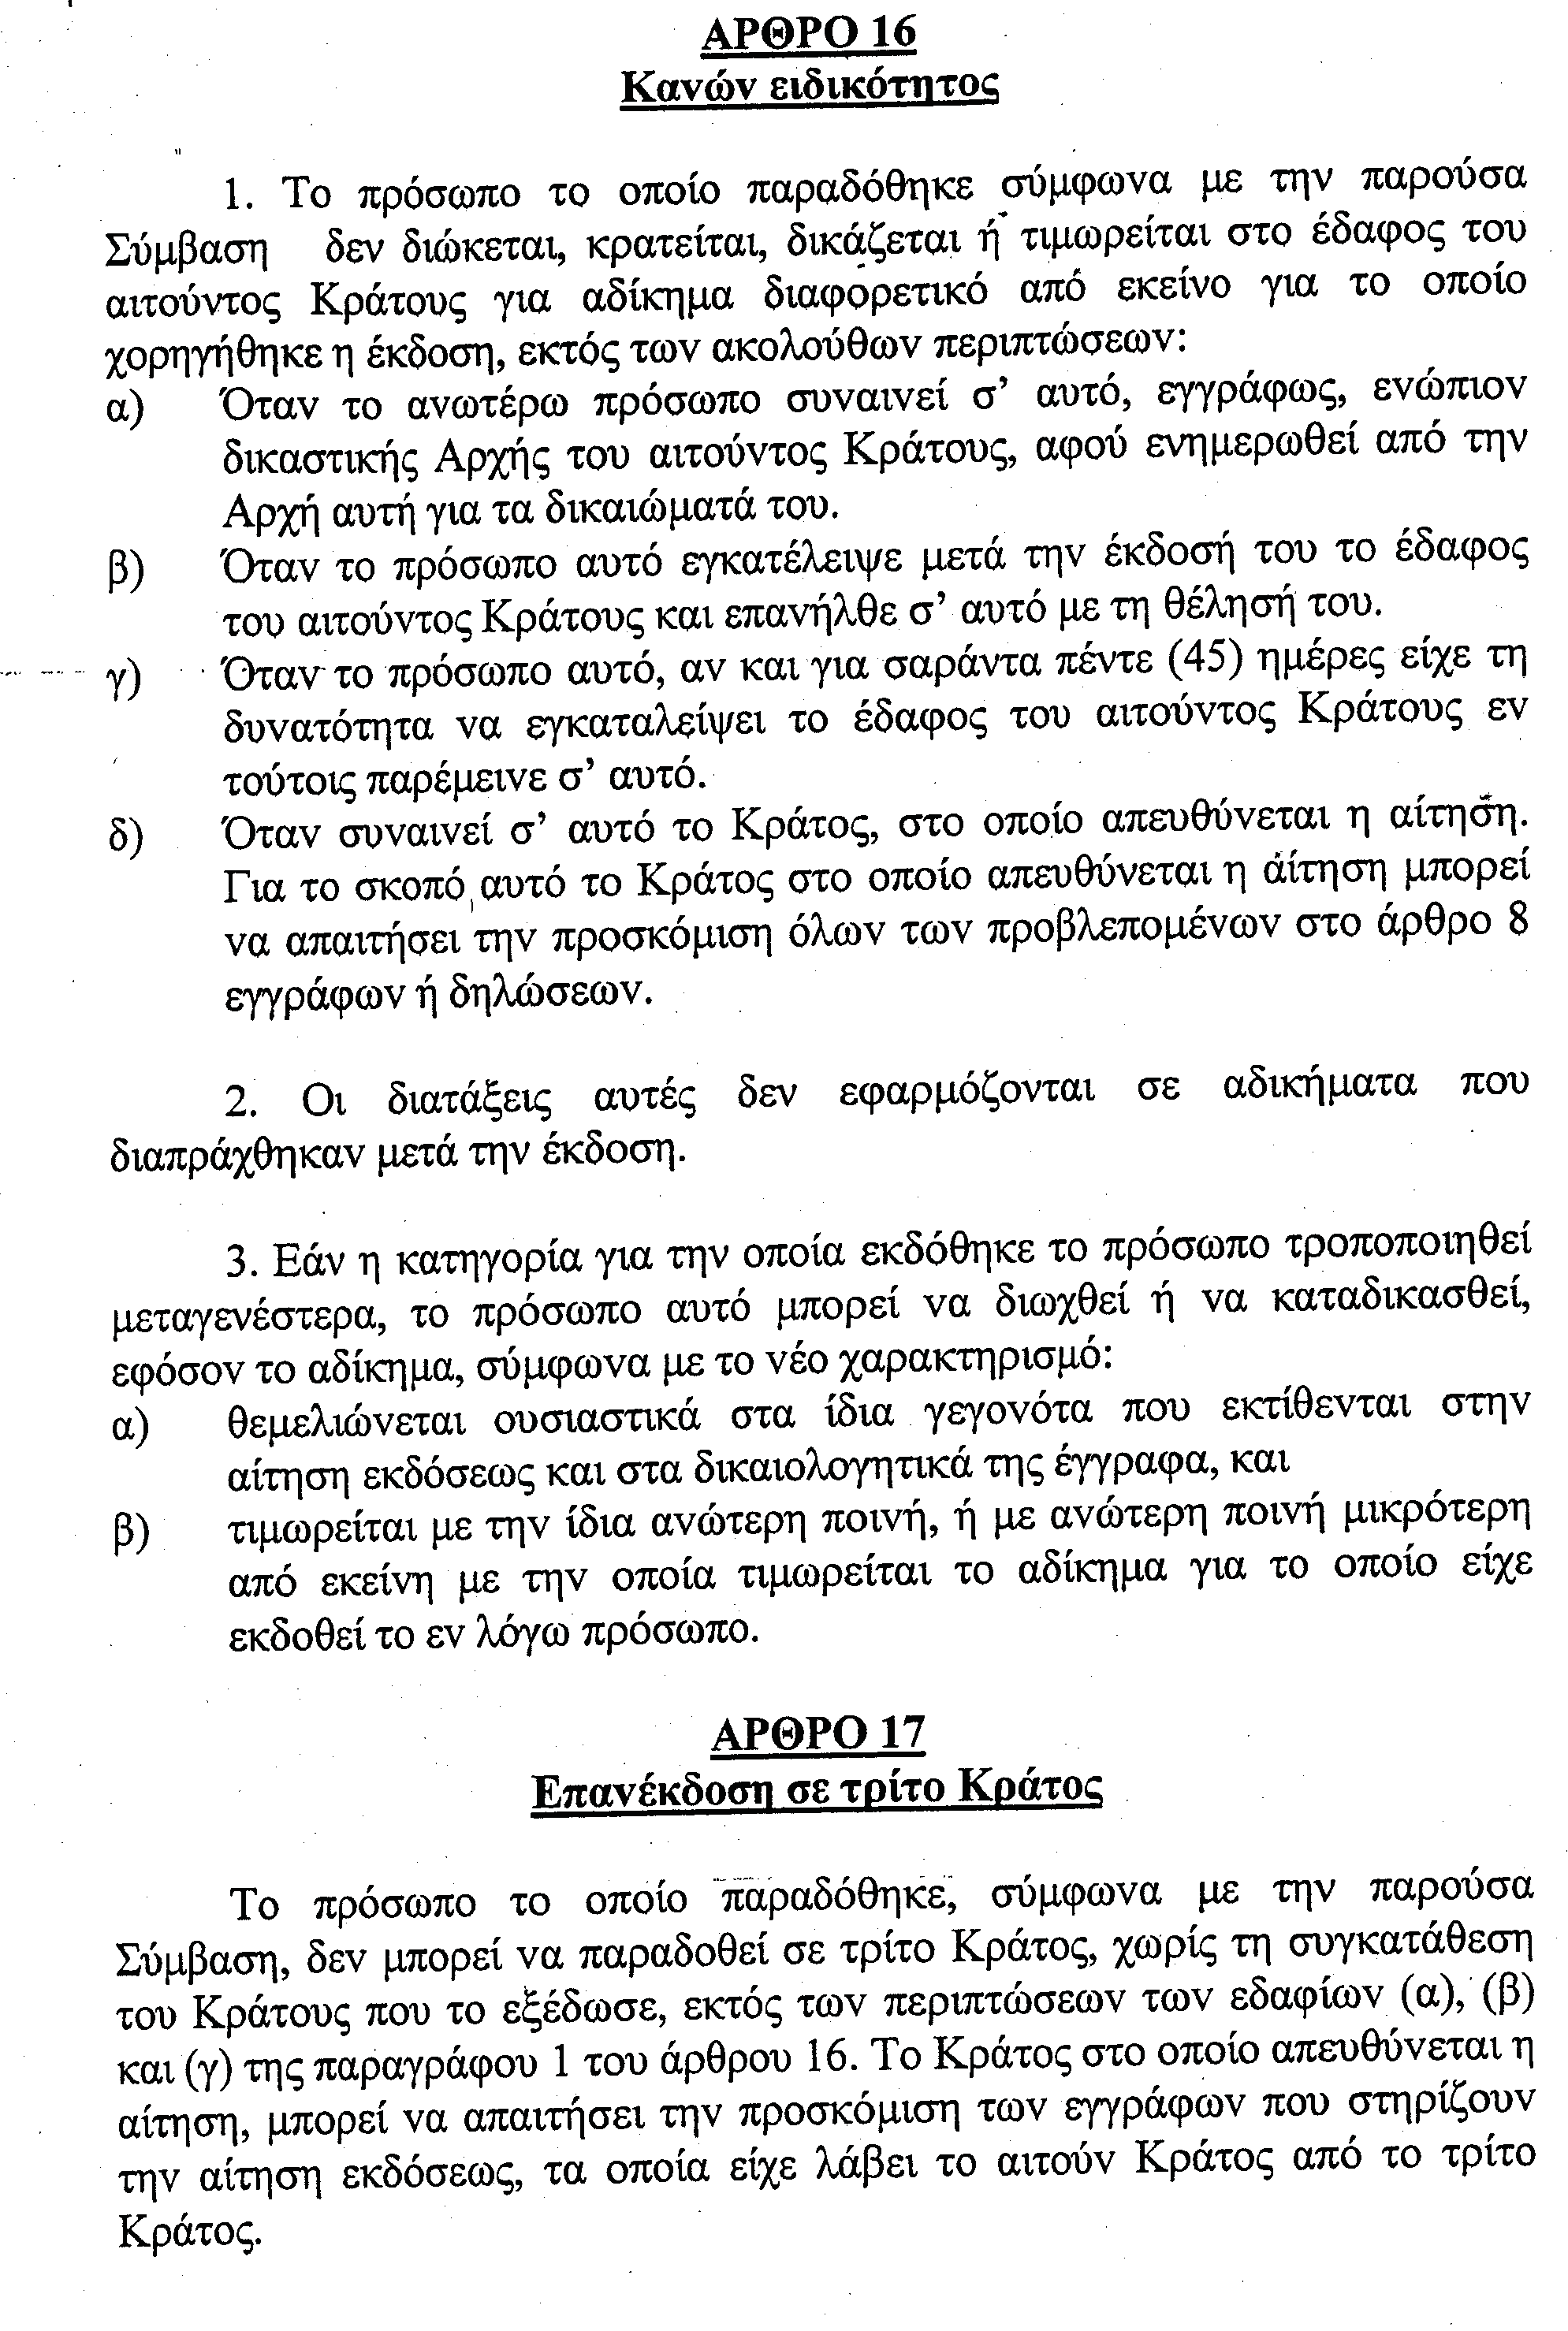 ΑΡΘΡΟ 16
Κανών ειδικότητος
1. Το πρόσωπο το οποίο παραδόθηκε σύμφωνα με την παρούσα
Σύμβαση δεν διώκεται, κρατείται, δικάζεται ή τιμωρείται στο έδαφος του
αιτούντος Κράτους για αδίκημα διαφορετικό από εκείνο για το οποίο
χορηγήθηκε η έκδοση, εκτός των ακολούθων περιπτώσεων:
α) Όταν το ανωτέρω πρόσωπο συναινεί σ’ αυτό, εγγράφως, ενώπιον
δικαστικής Αρχής του αιτούντος Κράτους, αφού ενημερωθεί από την
Αρχή αυτή για τα δικαιώματά του.
β) Όταν το πρόσωπο αυτό εγκατέλειψε μετά την έκδοσή του το έδαφος
του αιτούντος Κράτους και επανήλθε σ’ αυτό με τη θέλησή του.
γ) Όταν το πρόσωπο αυτό, αν και για σαράντα πέντε (45) ημέρες είχε τη
δυνατότητα να εγκαταλείψει το έδαφος του αιτούντος Κράτους εν
τούτοις παρέμεινε σ’ αυτό.
δ) Όταν συναινεί σ’ αυτό το Κράτος, στο οποίο απευθύνεται η αίτηση.
Για το σκοπό αυτό το Κράτος στο οποίο απευθύνεται η αίτηση μπορεί
να απαιτήσει την προσκόμιση όλων των προβλεπομένων στο άρθρο 8
εγγράφων ή δηλώσεων.
2. Οι διατάξεις αυτές δεν εφαρμόζονται σε αδικήματα που
διαπράχθηκαν μετά την έκδοση.
3. Εάν η κατηγορία για την οποία εκδόθηκε το πρόσωπο τροποποιηθεί
μεταγενέστερα, το πρόσωπο αυτό μπορεί να διωχθεί ή να καταδικασθεί,
εφόσον το αδίκημα, σύμφωνα με το νέο χαρακτηρισμό:
α) θεμελιώνεται ουσιαστικά στα ίδια γεγονότα που εκτίθενται στην
αίτηση εκδόσεως και στα δικαιολογητικά της έγγραφα, και
β) τιμωρείται με την ίδια ανώτερη ποινή, ή με ανώτερη ποινή μικρότερη
από εκείνη με την οποία τιμωρείται το αδίκημα για το οποίο είχε
εκδοθεί το εν λόγω πρόσωπο.
ΑΡΘΡΟ 17
Επανέκδοση σε τρίτο Κράτος
Το πρόσωπο το οποίο παραδόθηκε, σύμφωνα με την παρούσα
Σύμβαση, δεν μπορεί να παραδοθεί σε τρίτο Κράτος, χωρίς τη συγκατάθεση
του Κράτους που το εξέδωσε, εκτός των περιπτώσεων των εδαφίων (α), (β)
και (γ) της παραγράφου 1 του άρθρου 16. Το Κράτος στο οποίο απευθύνεται η
αίτηση, μπορεί να απαιτήσει την προσκόμιση των εγγράφων που στηρίζουν
την αίτηση εκδόσεως, τα οποία είχε λάβει το αιτούν Κράτος από το τρίτο
Κράτος.